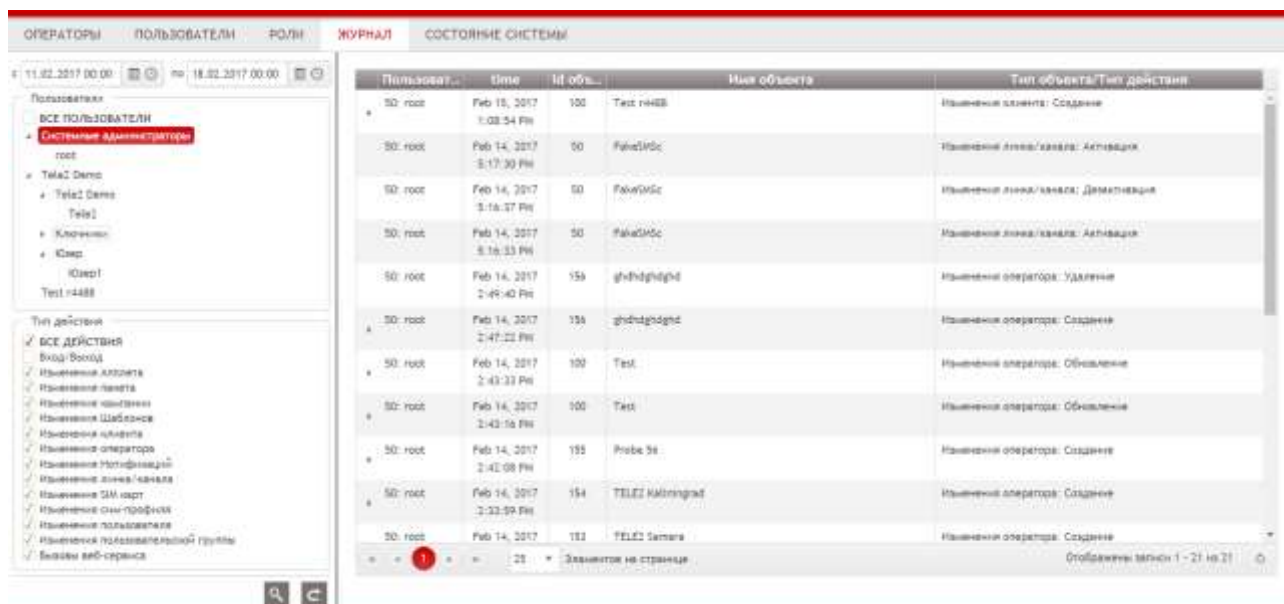 ОПЕРАТОРЫ ПОЛЬЗОВАТЕЛИ РОЛИ ЖУРНАЛ СОСТОЯНИЕ СИСТЕМЫ
с 11.02.2017 00:00 по 18.02.2017 00:00
Пользователи
ВСЕ ПОЛЬЗОВАТЕЛИ
Системные администраторы
root
Tele2 Demo
Tele2 Demo
Tele2
Юзер
Юзер1
Test r4488
Тип действия
ВСЕ ДЕЙСТВИЯ
Вход/Выход
Изменения Апплета
Изменения пакета
Изменения кампании
Изменения Шаблонов
Изменения клиента
Изменения оператора
Изменения Нотификаций
Изменения линка/канала
Изменения SIM карт
Изменения сим-профиля
Изменения пользователя
Изменения пользовательской группы
Вызовы веб-сервиса
Пользоват... time Id объ... Имя объекта Тип объекта/Тип действия
50: root Feb 15, 2017 100 Test r4488 Изменения клиента: Создание
1:08:54 PM
50: root Feb 14, 2017 50 FakeSMSc Изменения линка/канала: Активация
5:17:30 PM
50: root Feb 14, 2017 50 FakeSMSc Изменения линка/канала: Деактивация
5:16:37 PM
50: root Feb 14, 2017 50 FakeSMSc Изменения линка/канала: Активация
5:16:33 PM
50: root Feb 14, 2017 156 ghdhdghdghd Изменения оператора: Удаление
2:49:40 PM
50: root Feb 14, 2017 156 ghdhdghdghd Изменения оператора: Создание
2:47:22 PM
50: root Feb 14, 2017 100 Test Изменения оператора: Обновление
2:43:33 PM
50: root Feb 14, 2017 100 Test Изменения оператора: Обновление
2:43:16 PM
50: root Feb 14, 2017 155 Probe 56 Изменения оператора: Создание
2:42:08 PM
50: root Feb 14, 2017 154 TELE2 Kaliningrad Изменения оператора: Создание
2:33:59 PM
50: root Feb 14, 2017 153 TELE2 Samara Изменения оператора: Создание
1 25 Элементов на странице Отображены записи 1 - 21 из 21